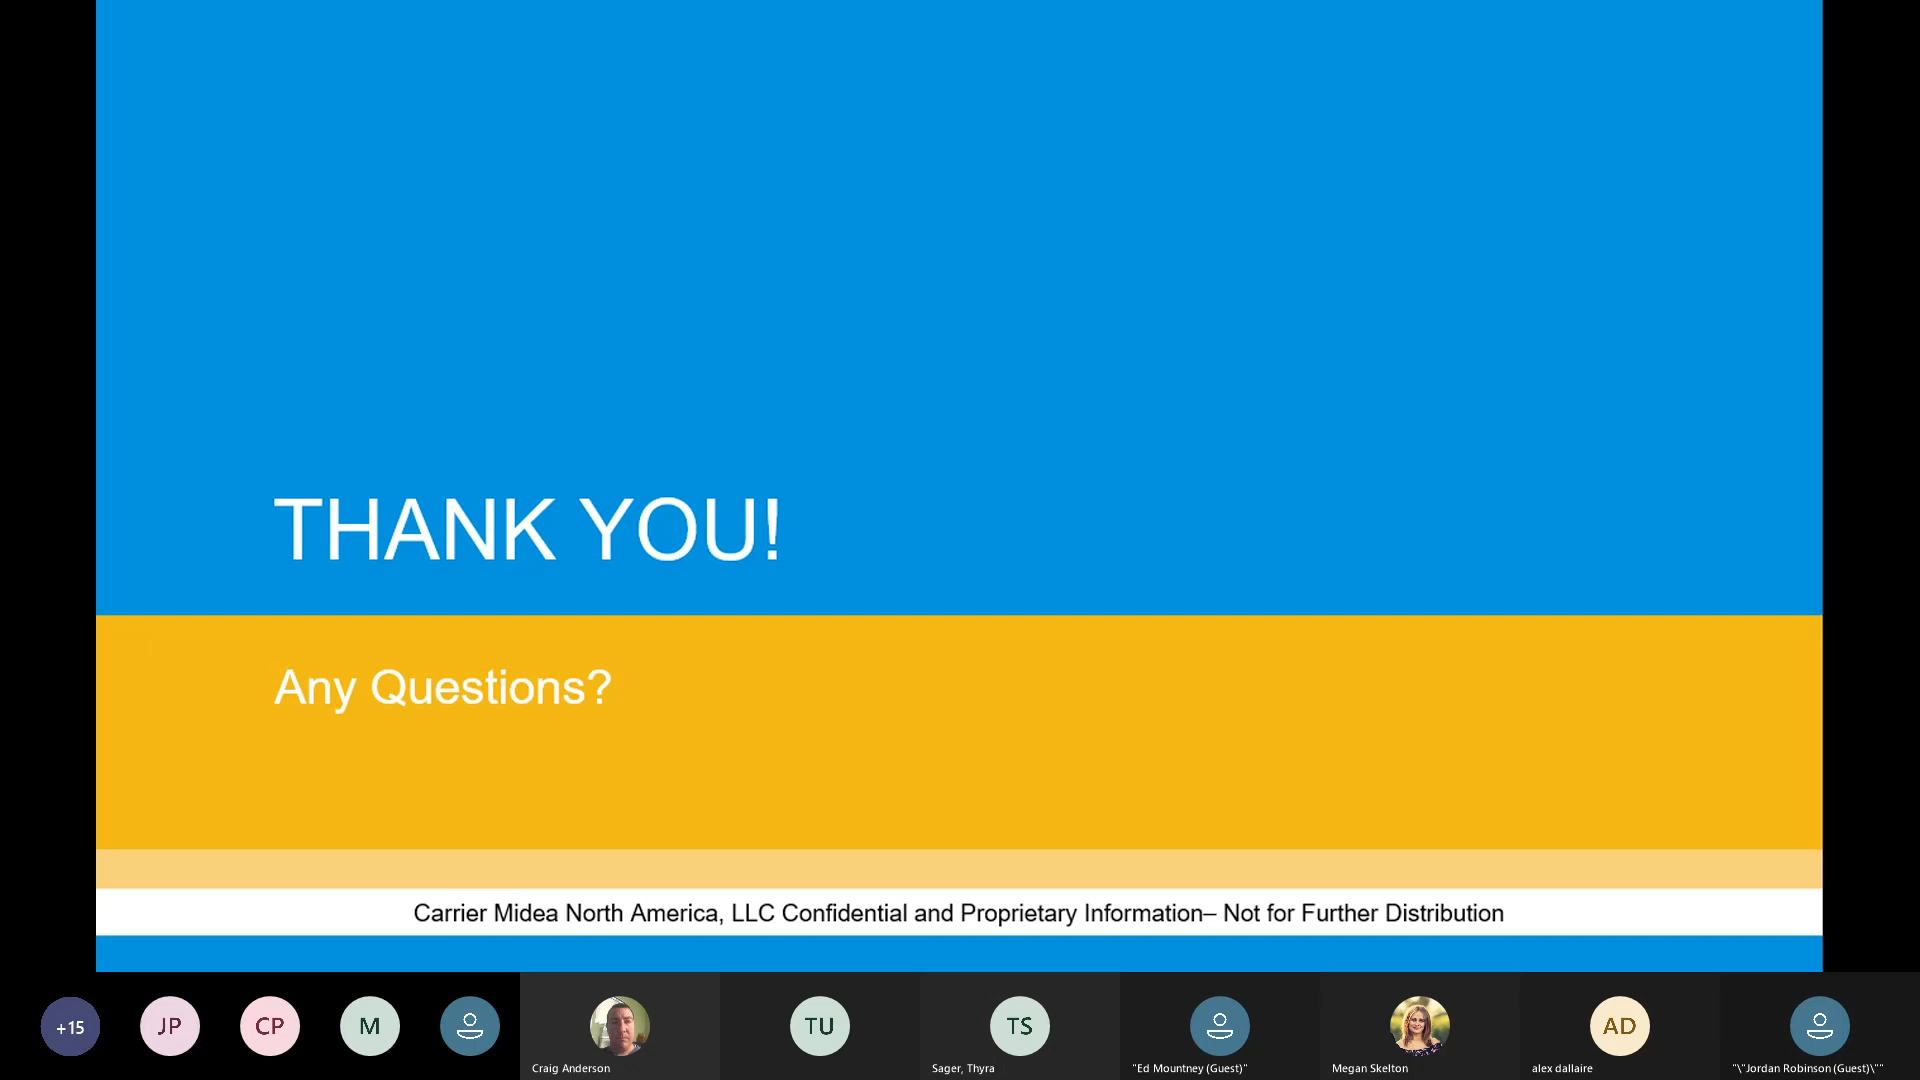 THANK YOU!
Any Questions?
Carrier Midea North America, LLC Confidential and Proprietary Information– Not for Further Distribution
+15
JP
CP
M
TU
TS
AD
Craig Anderson
Sager, Thyra
"Ed Mountney (Guest)"
Megan Skelton
alex dallaire
"\"Jordan Robinson (Guest)\""